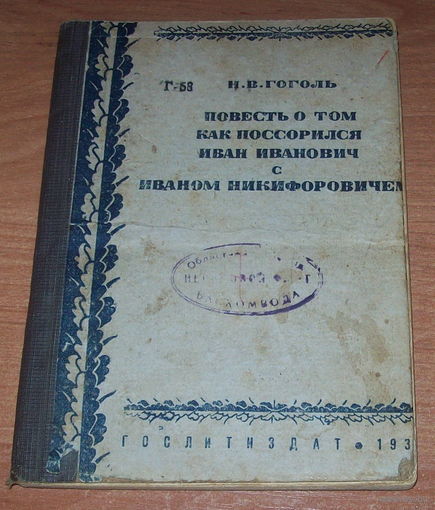 Г-58
Н.В.ГОГОЛЬ
ПОВЕСТЬ О ТОМ
КАК ПОССОРИЛСЯ
ИВАН ИВАНОВИЧ
С
ИВАНОМ НИКИФОРОВИЧЕМ
ГОСЛИТИЗДАТ • 193